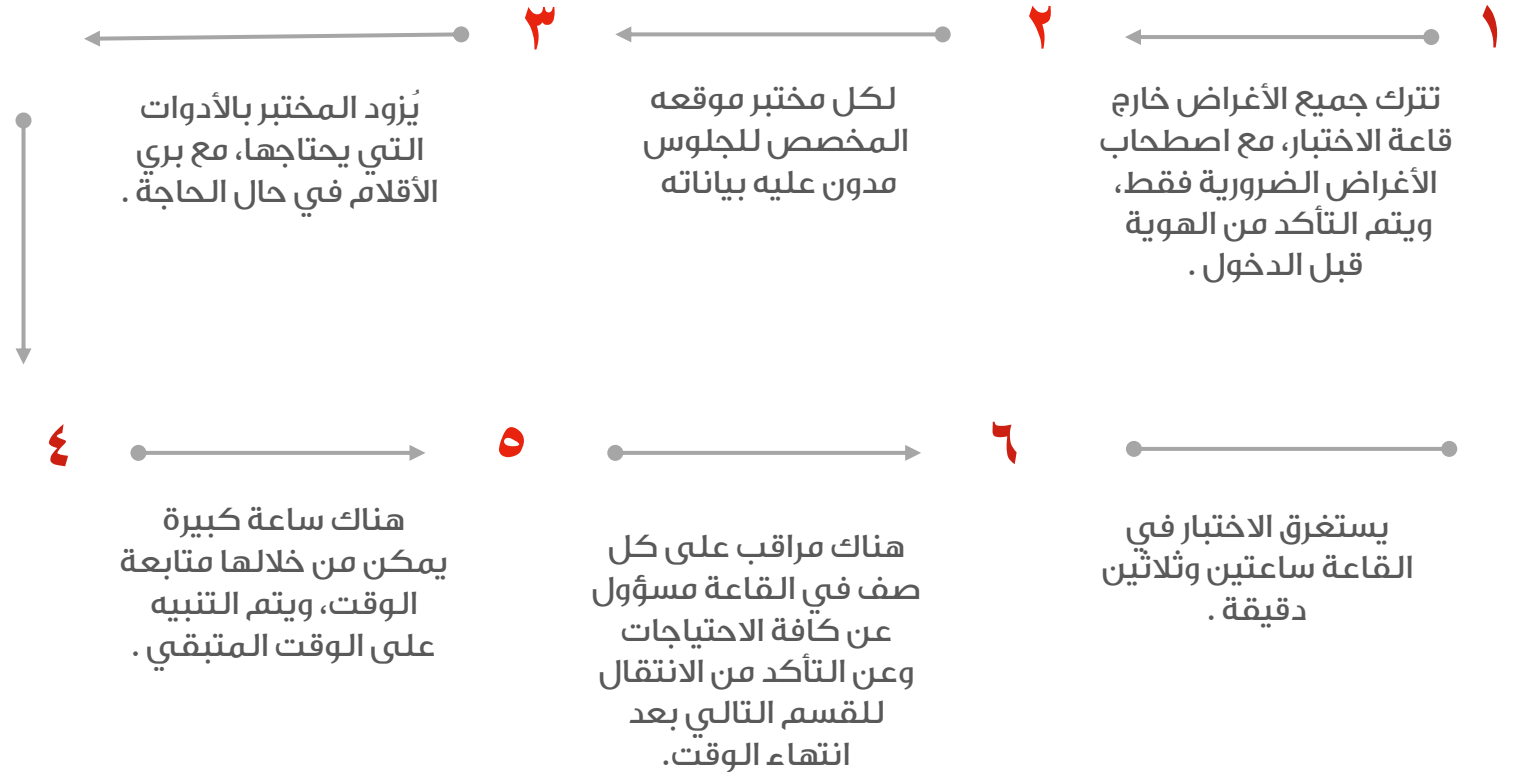 ١
تترك جميع الأغراض خارج
قاعة الاختبار، مع اصطحاب
الأغراض الضرورية فقط،
ويتم التأكد من الهوية
قبل الدخول .
٢
لكل مختبر موقعه
المخصص للجلوس
مدون عليه بياناته
٣
يُزود المختبر بالأدوات
التي يحتاجها، مع بري
الأقلام في حال الحاجة .
٤
هناك ساعة كبيرة
يمكن من خلالها متابعة
الوقت، ويتم التنبيه
على الوقت المتبقي .
٥
هناك مراقب على كل
صف في القاعة مسؤول
عن كافة الاحتياجات
وعن التأكد من الانتقال
للقسم التالي بعد
انتهاء الوقت.
٦
يستغرق الاختبار في
القاعة ساعتين وثلاثين
دقيقة .